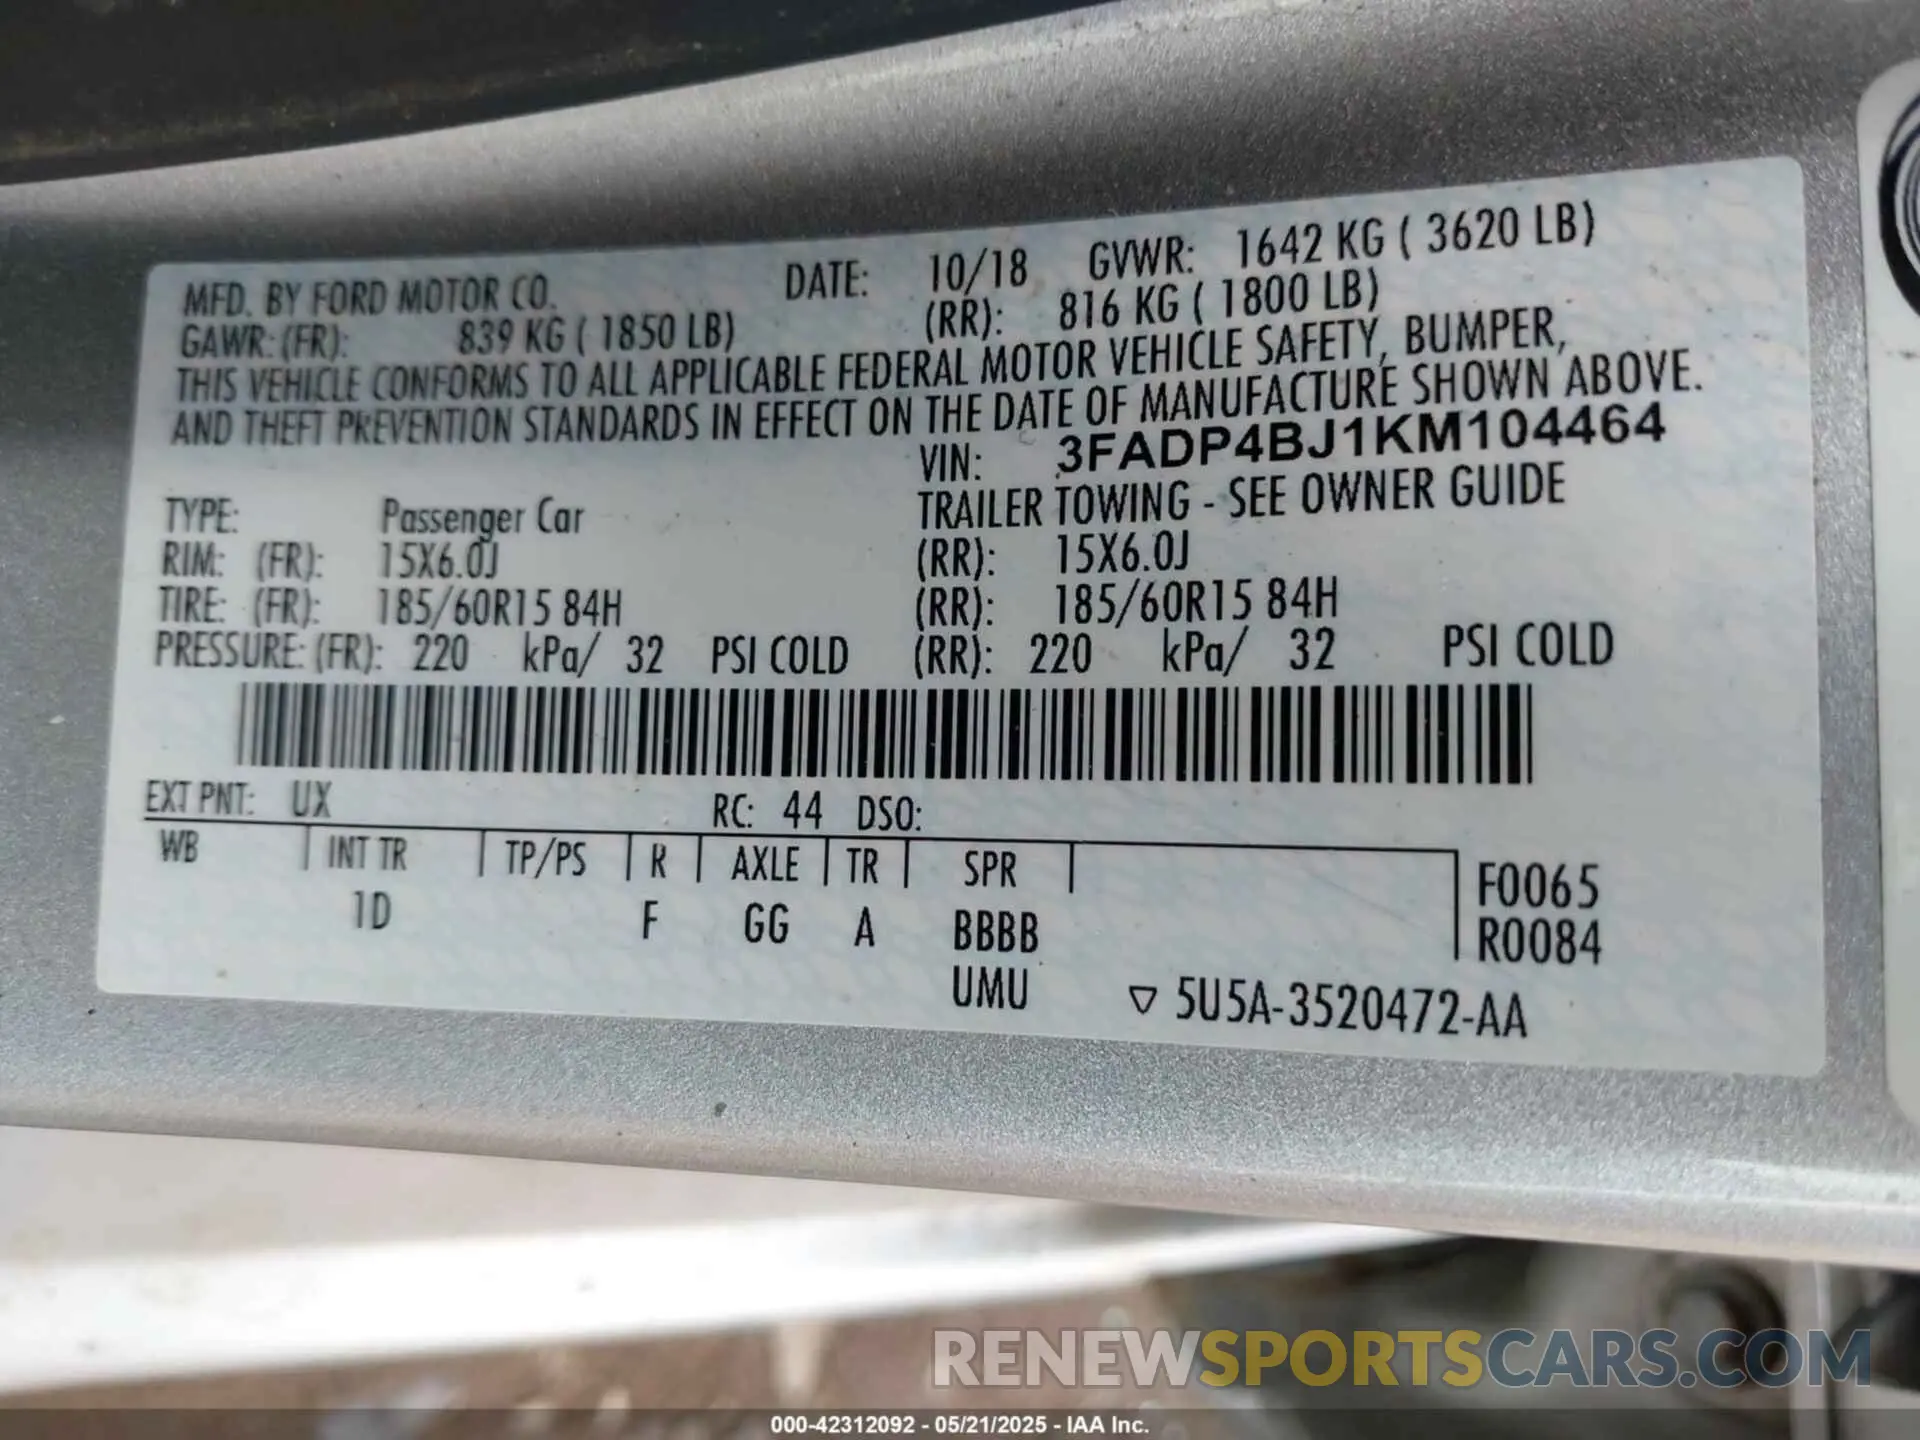 MFD. BY FORD MOTOR CO. DATE: 10/18 GVWR: 1642 KG ( 3620 LB)
GAWR: (FR): 839 KG ( 1850 LB) (RR): 816 KG ( 1800 LB)
THIS VEHICLE CONFORMS TO ALL APPLICABLE FEDERAL MOTOR VEHICLE SAFETY, BUMPER,
AND THEFT PREVENTION STANDARDS IN EFFECT ON THE DATE OF MANUFACTURE SHOWN ABOVE.
VIN: 3FADP4BJ1KM104464
TYPE: Passenger Car TRAILER TOWING - SEE OWNER GUIDE
RIM: (FR): 15X6.0J (RR): 15X6.0J
TIRE: (FR): 185/60R15 84H (RR): 185/60R15 84H
PRESSURE: (FR): 220 kPa/ 32 PSI COLD (RR): 220 kPa/ 32 PSI COLD
EXT PNT: UX RC: 44 DSO:
WB INT TR TP/PS R AXLE TR SPR F0065
1D F GG A BBBB R0084
UMU ▽ 5U5A-3520472-AA
RENEWSPORTSCARS.COM
000-42312092 - 05/21/2025 - IAA Inc.